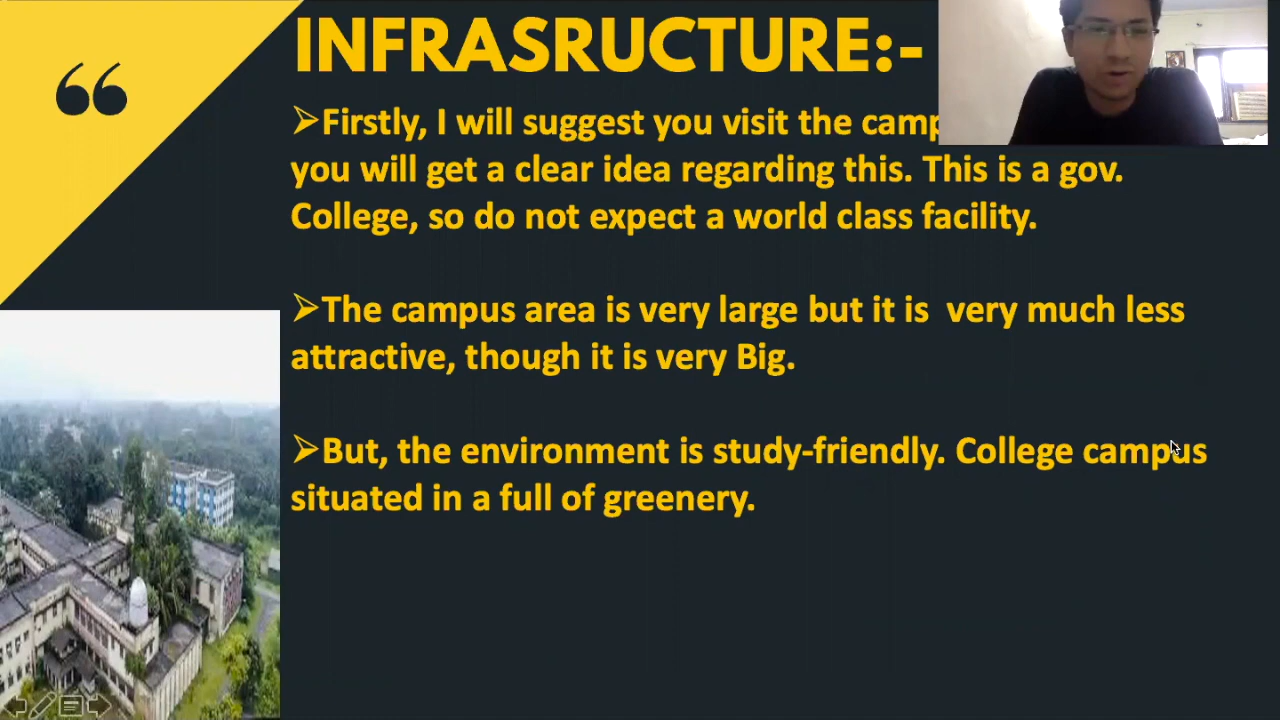 INFRASRUCTURE:-
➢Firstly, I will suggest you visit the
you will get a clear idea regarding this. This is a gov.
College, so do not expect a world class facility.
➢The campus area is very large but it is very much less
attractive, though it is very Big.
➢But, the environment is study-friendly. College campus
situated in a full of greenery.